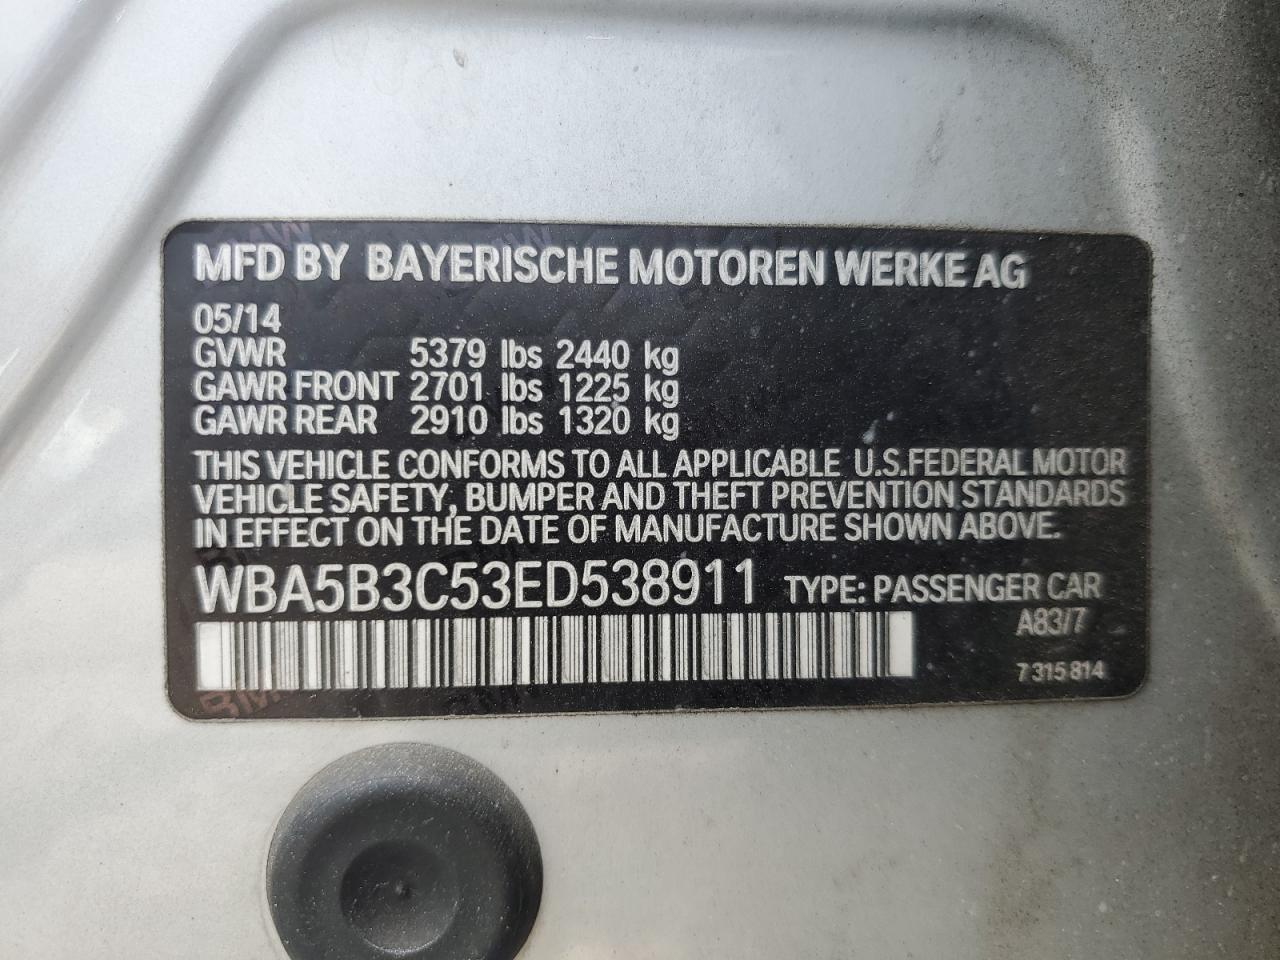 MFD BY BAYERISCHE MOTOREN WERKE AG
05/14
GVWR 5379 lbs 2440 kg
GAWR FRONT 2701 lbs 1225 kg
GAWR REAR 2910 lbs 1320 kg
THIS VEHICLE CONFORMS TO ALL APPLICABLE U.S.FEDERAL MOTOR
VEHICLE SAFETY, BUMPER AND THEFT PREVENTION STANDARDS
IN EFFECT ON THE DATE OF MANUFACTURE SHOWN ABOVE.
WBA5B3C53ED538911 TYPE: PASSENGER CAR
A83/7
7 315 814